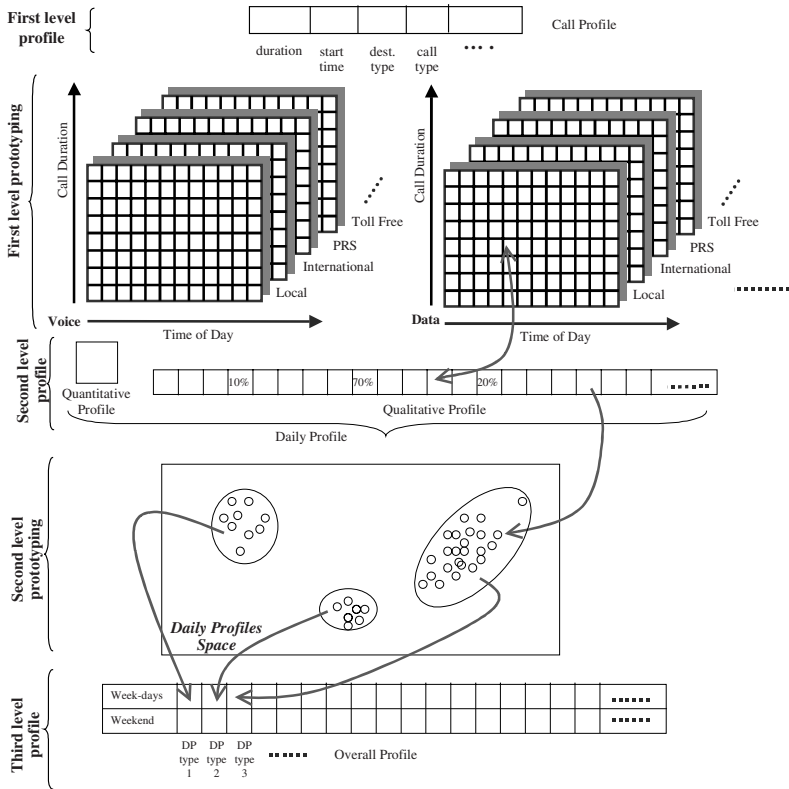 First level
profile
duration
start
time
dest.
type
call
type
Call Profile
First level prototyping
Call Duration
Toll Free
PRS
International
Local
Voice
Time of Day
Call Duration
Toll Free
PRS
International
Local
Data
Time of Day
Second level
profile
Quantitative
Profile
10%
70%
20%
Qualitative Profile
Daily Profile
Second level
prototyping
Daily Profiles
Space
Third level
profile
Week-days
Weekend
DP
type
1
DP
type
2
DP
type
3
Overall Profile